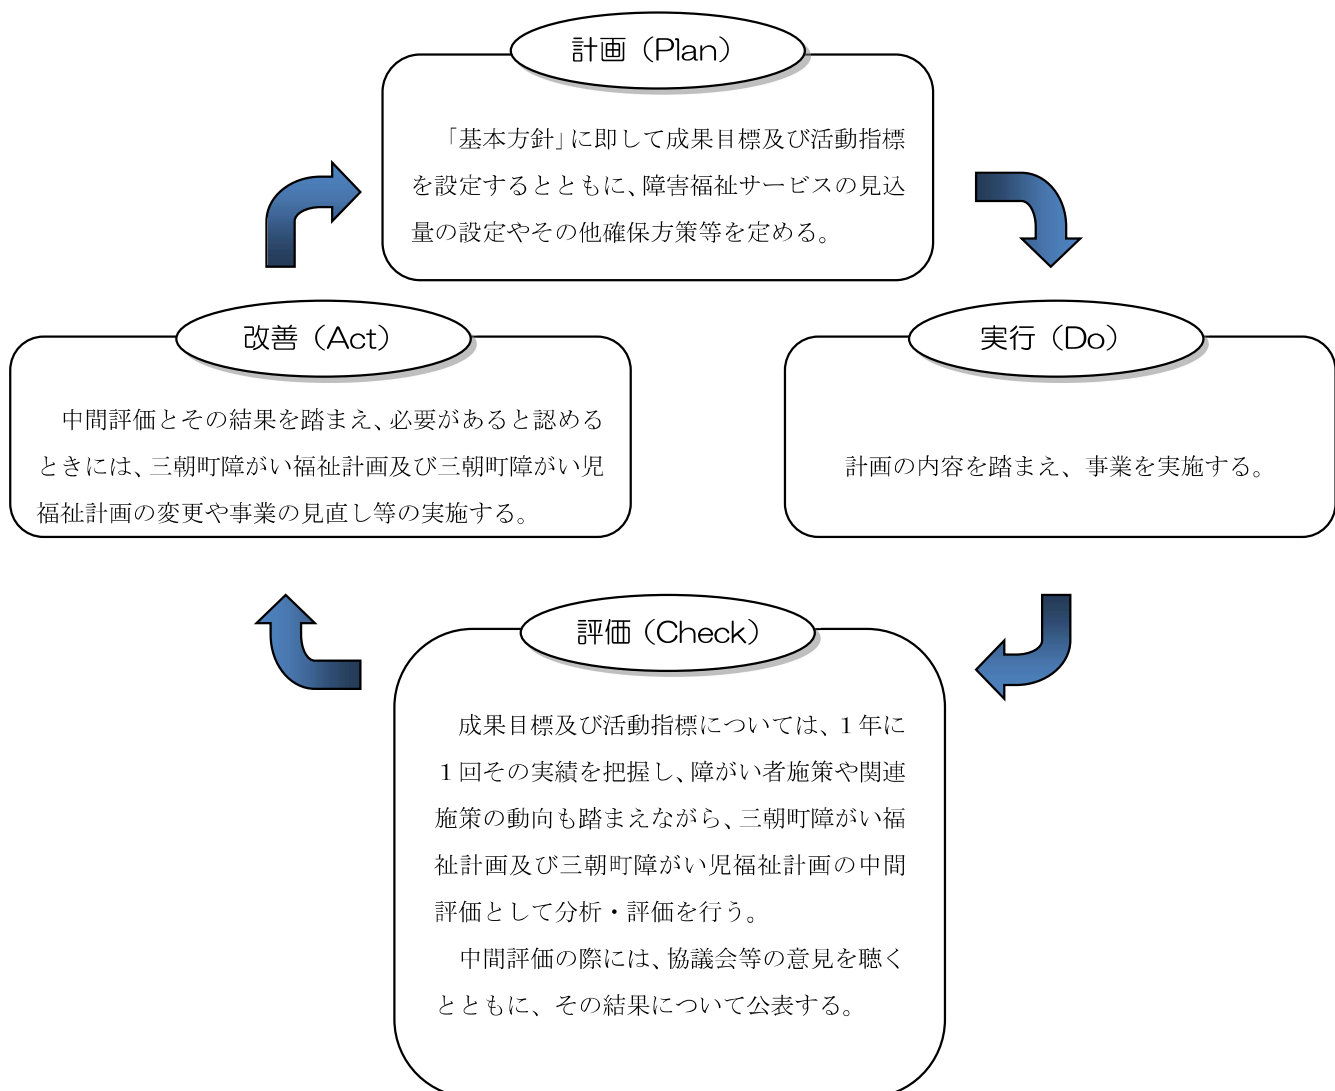 計画（Plan）
「基本方針」に即して成果目標及び活動指標
を設定するとともに、障害福祉サービスの見込
量の設定やその他確保方策等を定める。
改善（Act）
中間評価とその結果を踏まえ、必要があると認める
ときには、三朝町障がい福祉計画及び三朝町障がい児
福祉計画の変更や事業の見直し等の実施する。
実行（Do）
計画の内容を踏まえ、事業を実施する。
評価（Check）
成果目標及び活動指標については、1年に
1回その実績を把握し、障がい者施策や関連
施策の動向も踏まえながら、三朝町障がい福
祉計画及び三朝町障がい児福祉計画の中間
評価として分析・評価を行う。
中間評価の際には、協議会等の意見を聴く
とともに、その結果について公表する。